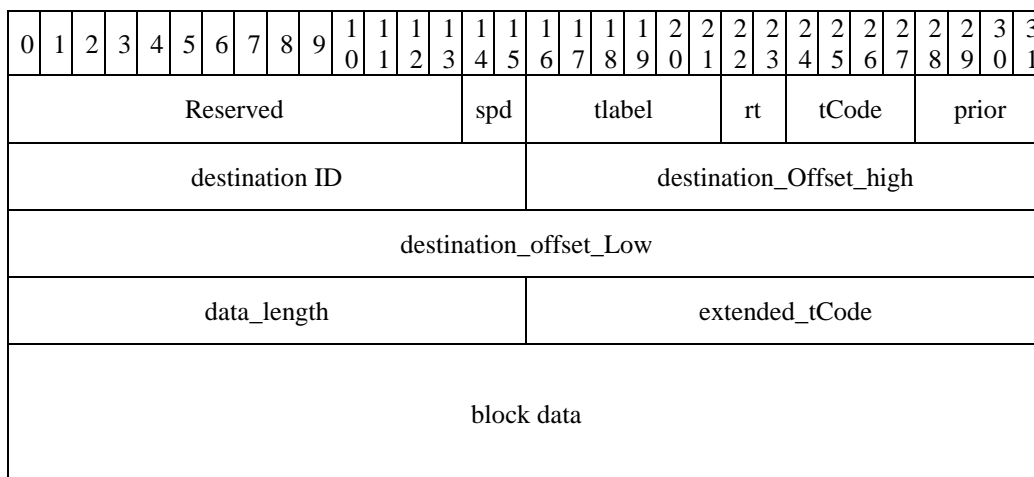 0 1 2 3 4 5 6 7 8 9 10 11 12 13 14 15 16 17 18 19 20 21 22 23 24 25 26 27 28 29 30 31
Reserved spd tlabel rt tCode prior
destination ID destination_Offset_high
destination_offset_Low
data_length extended_tCode
block data